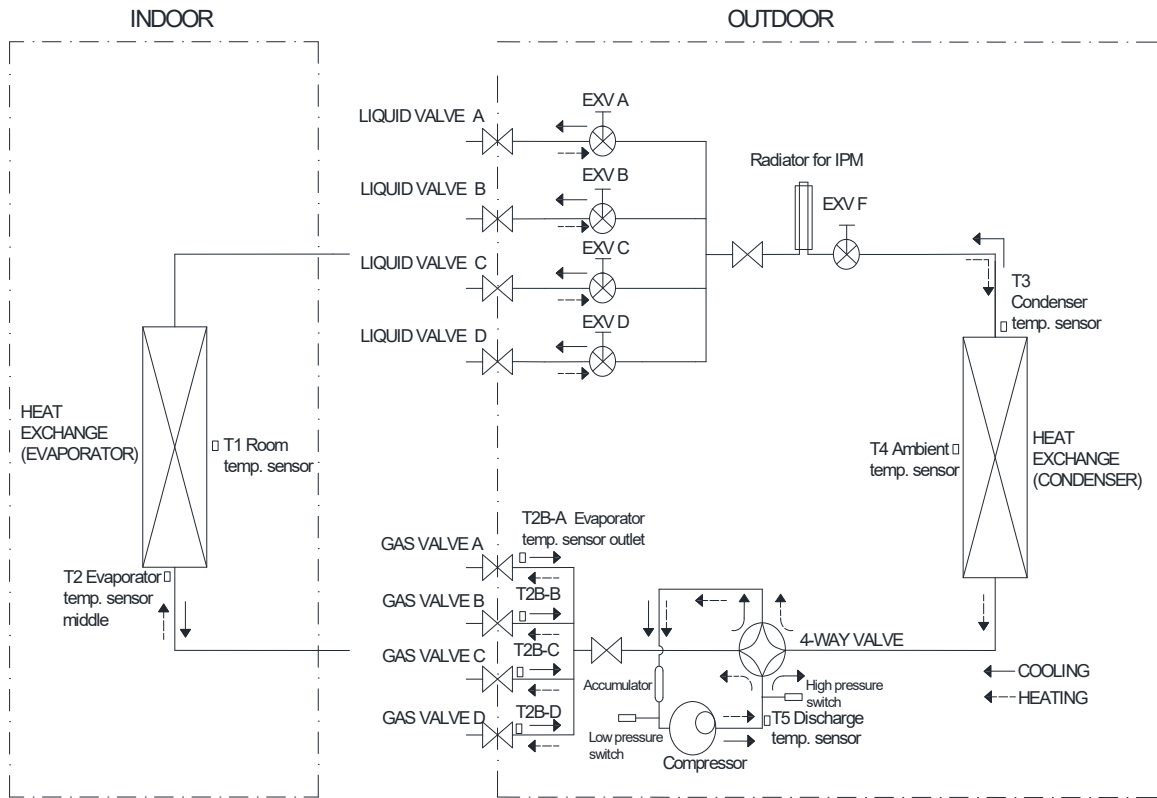 INDOOR
OUTDOOR
LIQUID VALVE A
EXV A
LIQUID VALVE B
EXV B
Radiator for IPM
EXV F
LIQUID VALVE C
EXV C
LIQUID VALVE D
EXV D
T3
Condenser
temp. sensor
HEAT
EXCHANGE
(EVAPORATOR)
T1 Room
temp. sensor
T4 Ambient
temp. sensor
HEAT
EXCHANGE
(CONDENSER)
T2 Evaporator
temp. sensor
middle
T2B-A Evaporator
temp. sensor outlet
GAS VALVE A
GAS VALVE B
T2B-B
GAS VALVE C
T2B-C
GAS VALVE D
T2B-D
4-WAY VALVE
Accumulator
High pressure
switch
Low pressure
switch
T5 Discharge
temp. sensor
Compressor
COOLING
HEATING